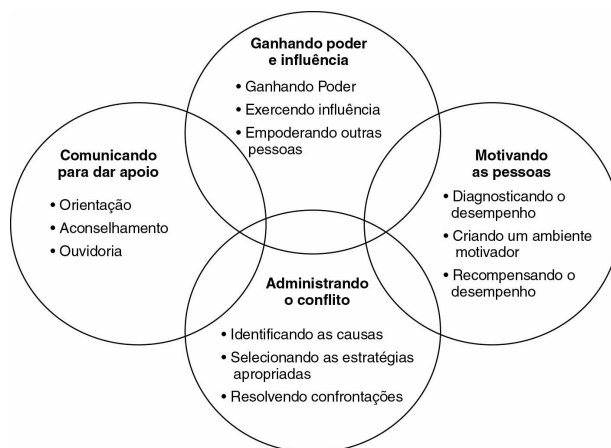 Ganhando poder
e influência
• Ganhando Poder
• Exercendo influência
• Empoderando outras
pessoas
Comunicando
para dar apoio
• Orientação
• Aconselhamento
• Ouvidoria
Motivando
as pessoas
• Diagnosticando o
desempenho
• Criando um ambiente
motivador
• Recompensando o
desempenho
Administrando
o conflito
• Identificando as causas
• Selecionando as estratégias
apropriadas
• Resolvendo confrontações